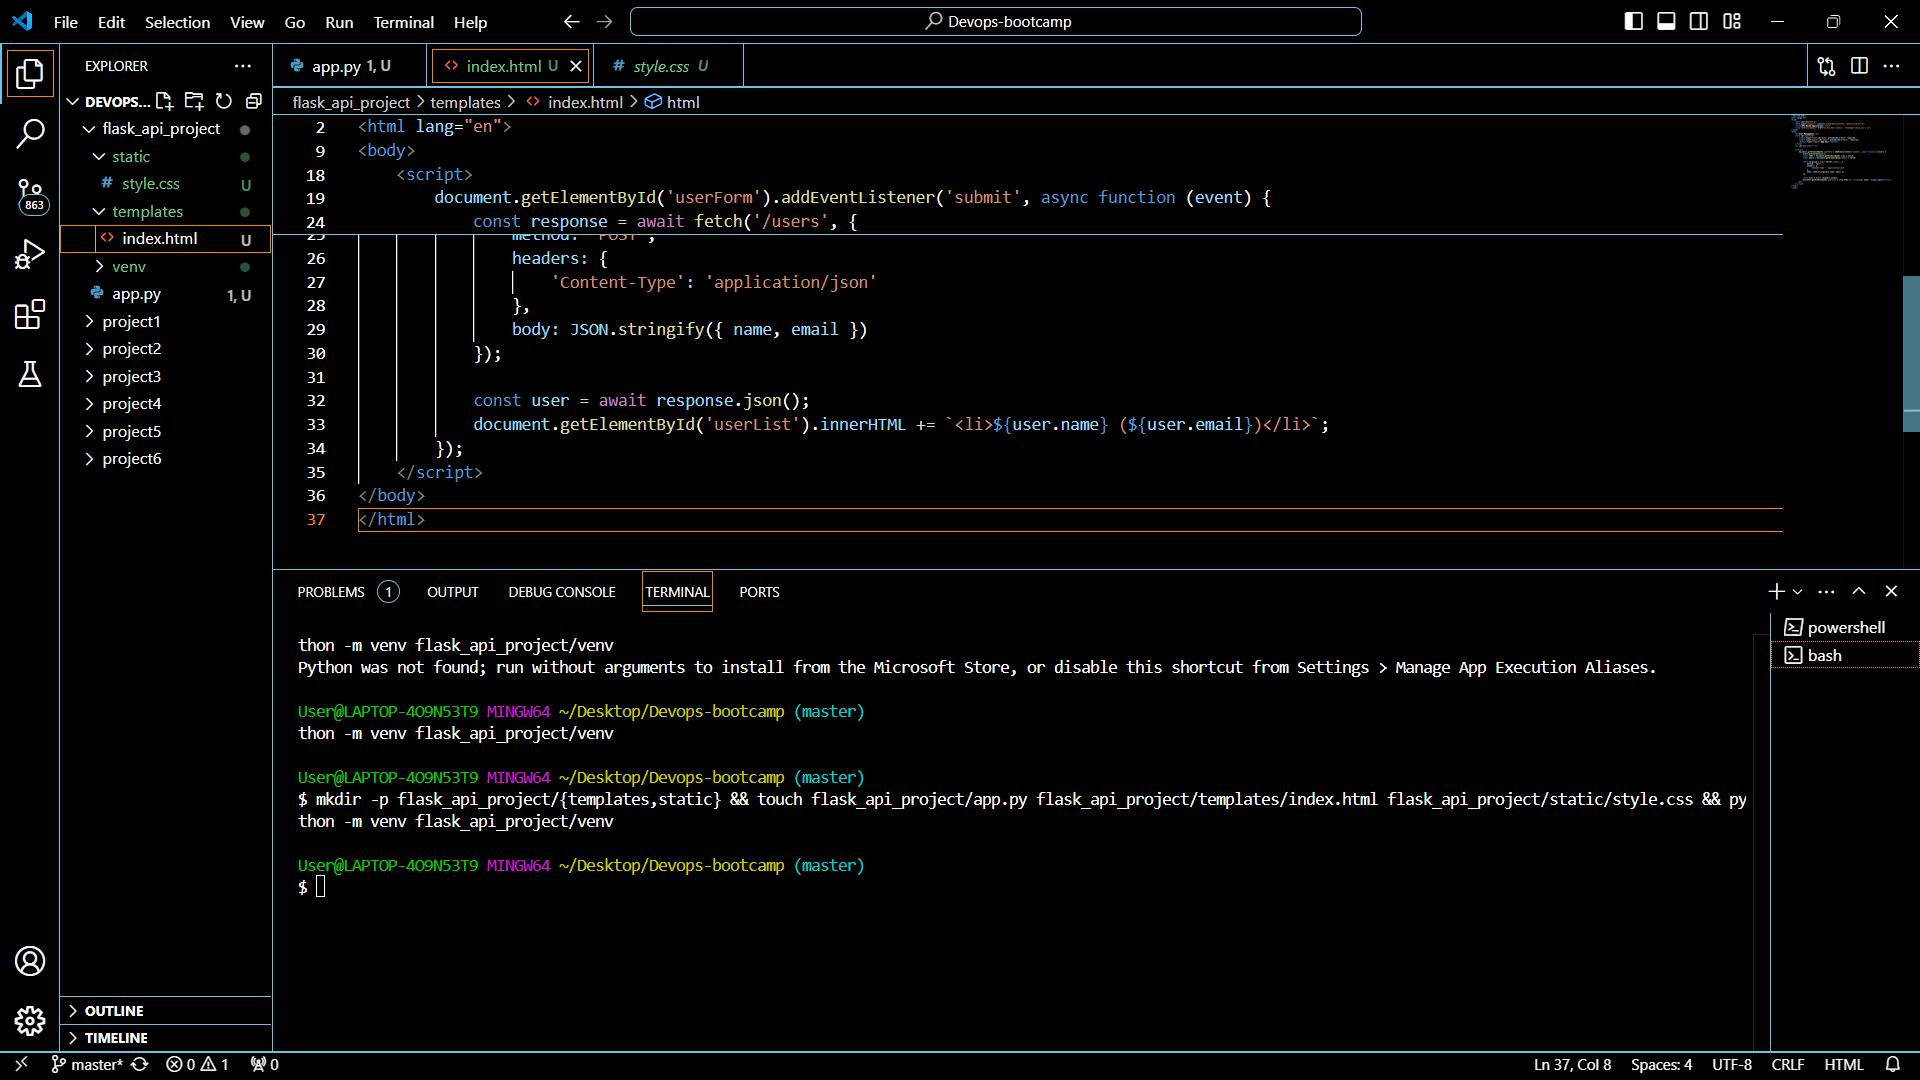 File Edit Selection View Go Run Terminal Help
Devops-bootcamp
EXPLORER
DEVOPS...
flask_api_project
static
# style.css U
templates
<> index.html U
venv
app.py 1, U
project1
project2
project3
project4
project5
project6
OUTLINE
TIMELINE
863
app.py 1, U
<> index.html U
# style.css U
flask_api_project > templates > <> index.html > html
2 <html lang="en">
9 <body>
18 <script>
19 document.getElementById('userForm').addEventListener('submit', async function (event) {
24 const response = await fetch('/users', {
25 method: 'POST',
26 headers: {
27 'Content-Type': 'application/json'
28 },
29 body: JSON.stringify({ name, email })
30 });
31
32 const user = await response.json();
33 document.getElementById('userList').innerHTML += `<li>${user.name} (${user.email})</li>`;
34 });
35 </script>
36 </body>
37 </html>
PROBLEMS 1 OUTPUT DEBUG CONSOLE TERMINAL PORTS
thon -m venv flask_api_project/venv
Python was not found; run without arguments to install from the Microsoft Store, or disable this shortcut from Settings > Manage App Execution Aliases.
User@LAPTOP-4O9N53T9 MINGW64 ~/Desktop/Devops-bootcamp (master)
thon -m venv flask_api_project/venv
User@LAPTOP-4O9N53T9 MINGW64 ~/Desktop/Devops-bootcamp (master)
$ mkdir -p flask_api_project/{templates,static} && touch flask_api_project/app.py flask_api_project/templates/index.html flask_api_project/static/style.css && py
thon -m venv flask_api_project/venv
User@LAPTOP-4O9N53T9 MINGW64 ~/Desktop/Devops-bootcamp (master)
$
powershell
bash
master* 0 1 0
Ln 37, Col 8 Spaces: 4 UTF-8 CRLF HTML